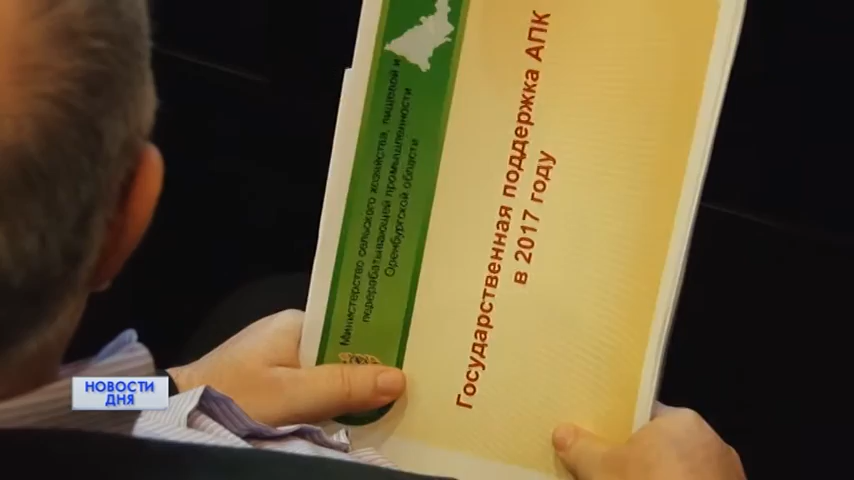 Министерство сельского хозяйства, пищевой и
перерабатывающей промышленности
Оренбургской области
Государственная поддержка АПК
в 2017 году
НОВОСТИ
ДНЯ